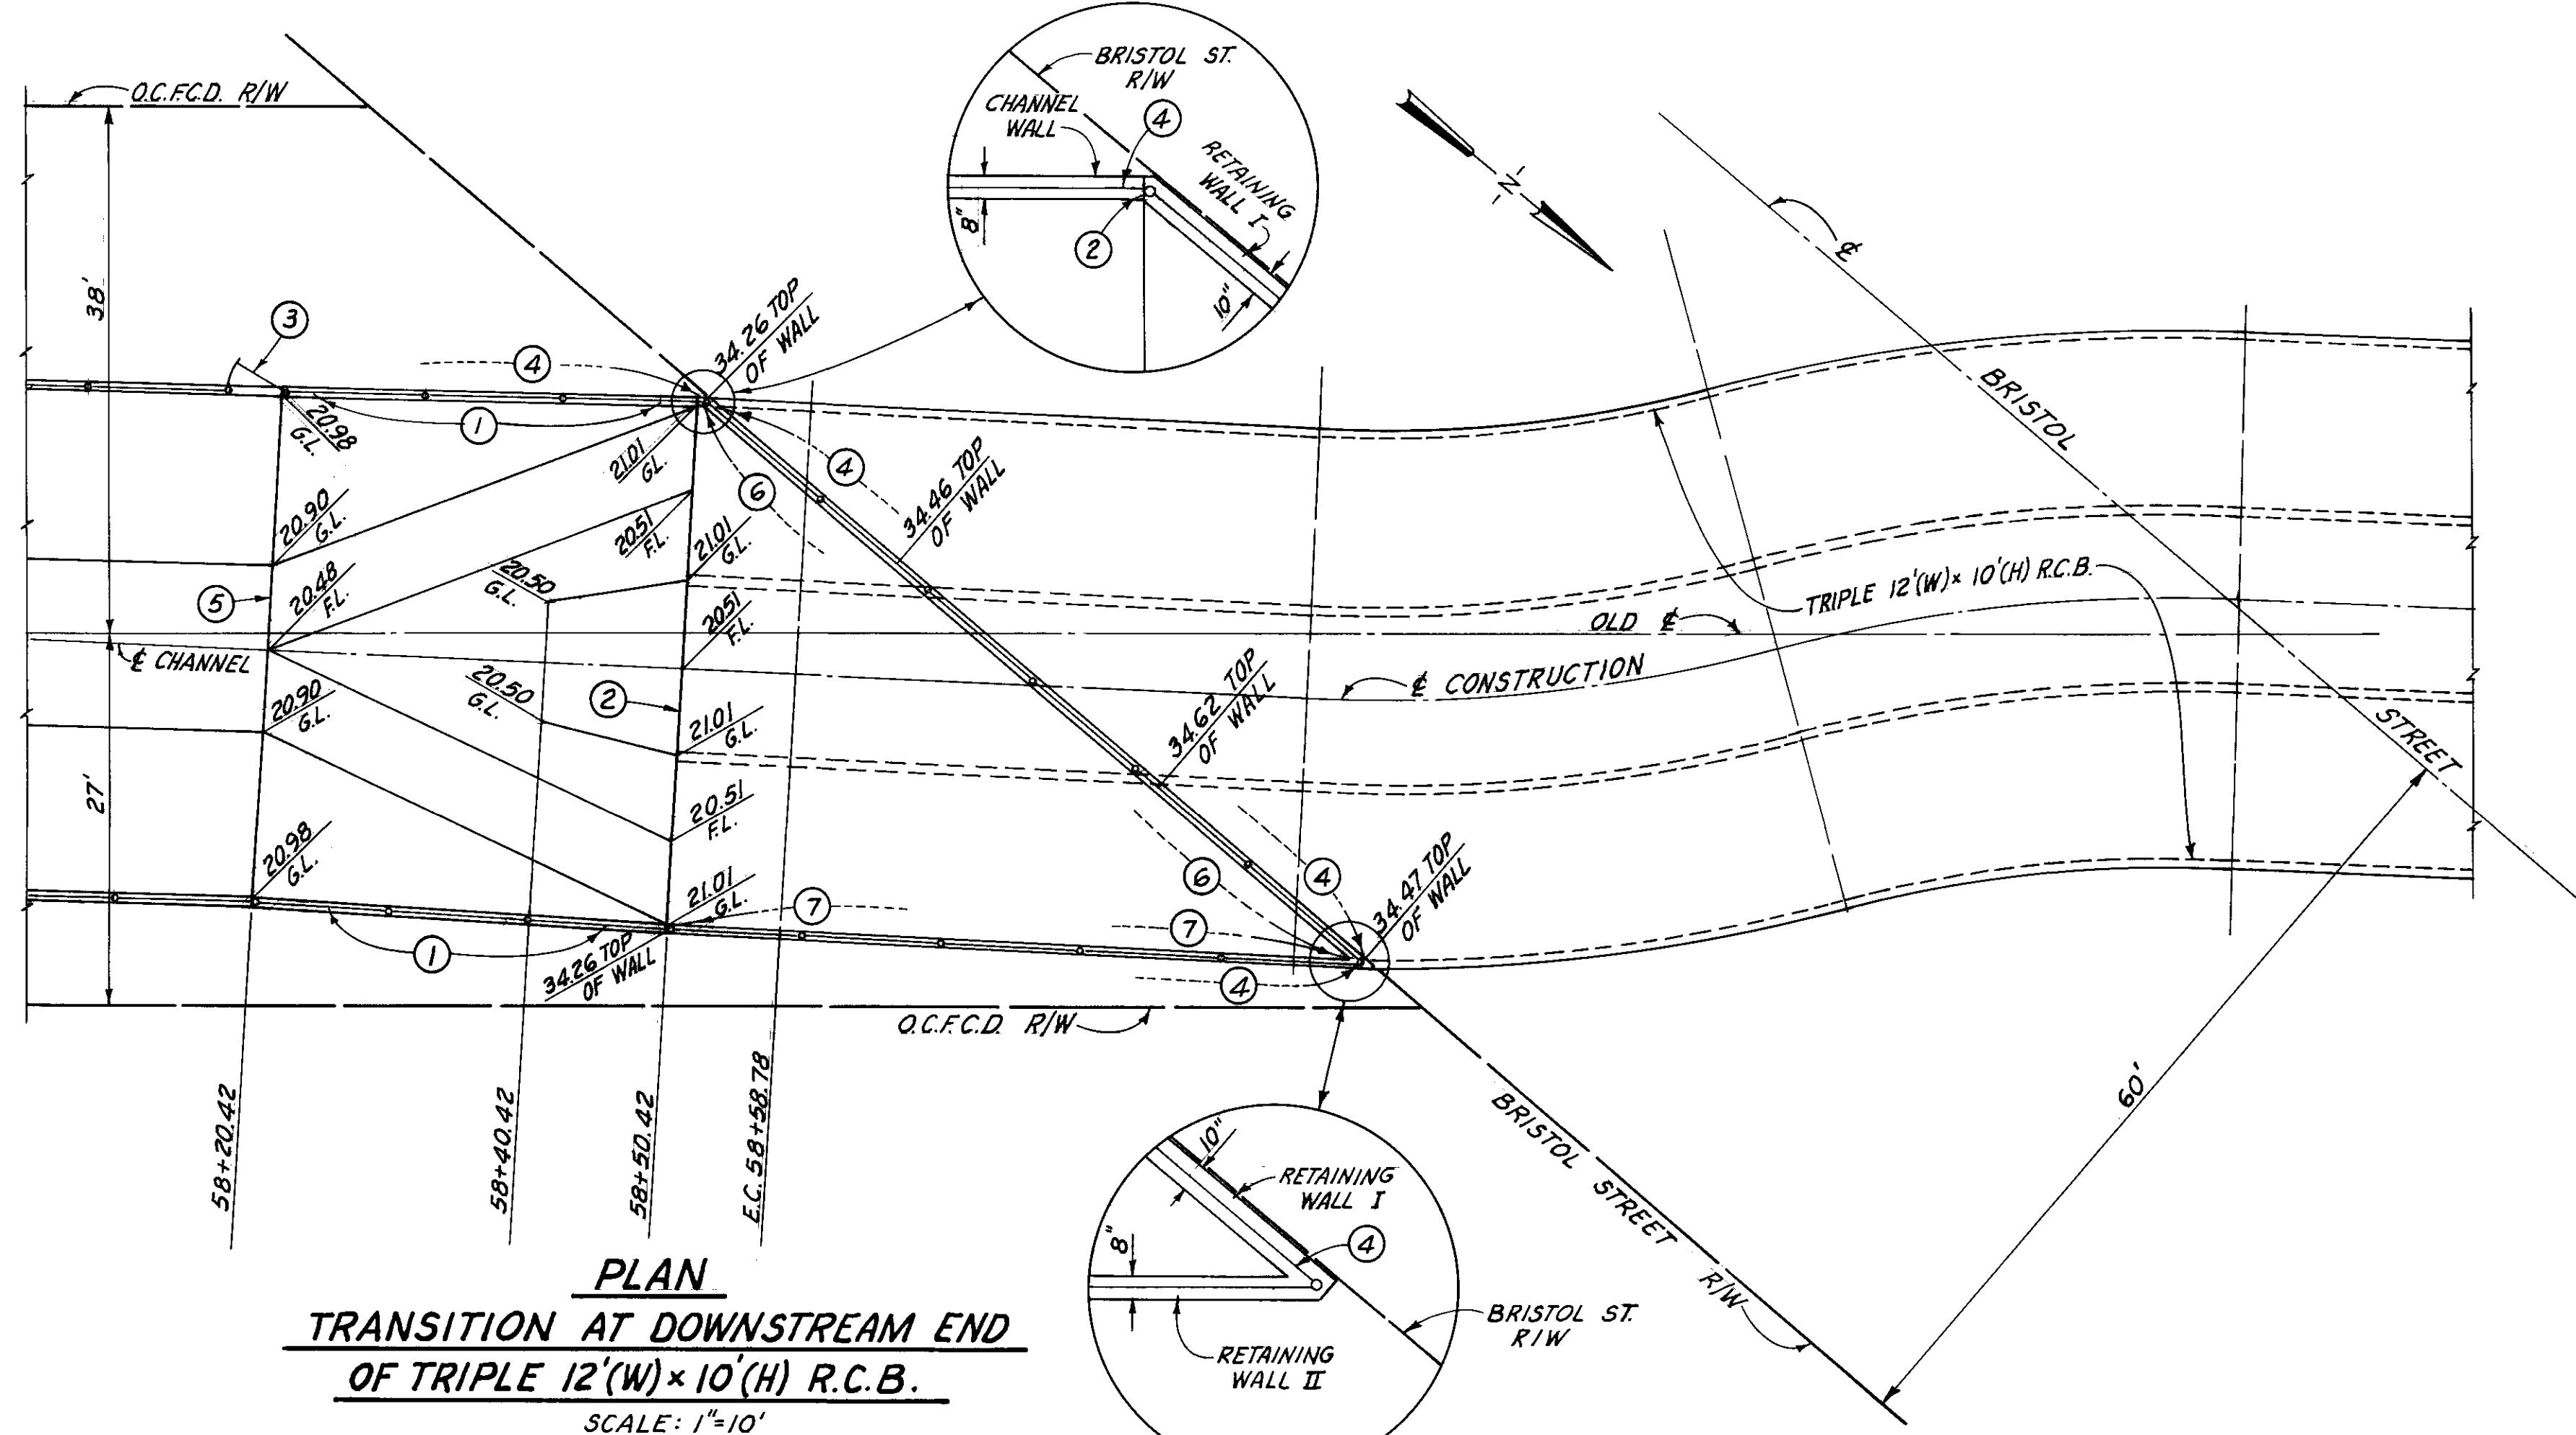 O.C.F.C.D. R/W
38'
27'
BRISTOL ST.
R/W
CHANNEL
WALL
4
RETAINING
WALL I
8"
2
10"
N
℄
BRISTOL
STREET
3
4
34.26 TOP
OF WALL
20.98
G.L.
1
21.01
G.L.
4
6
34.46 TOP
OF WALL
20.90
G.L.
20.51
F.L.
21.01
G.L.
20.50
G.L.
5
20.48
F.L.
20.51
F.L.
TRIPLE 12'(W) × 10'(H) R.C.B.
OLD ℄
℄ CHANNEL
℄ CONSTRUCTION
20.50
G.L.
20.90
G.L.
2
21.01
G.L.
34.62 TOP
OF WALL
20.51
F.L.
20.98
G.L.
21.01
G.L.
7
6
4
34.47 TOP
OF WALL
1
34.26 TOP
OF WALL
7
4
O.C.F.C.D. R/W
58+20.42
58+40.42
58+50.42
E.C. 58+58.78
60'
BRISTOL STREET R/W
10"
RETAINING
WALL I
8"
4
BRISTOL ST.
R/W
RETAINING
WALL II
PLAN
TRANSITION AT DOWNSTREAM END
OF TRIPLE 12'(W) × 10'(H) R.C.B.
SCALE: 1"=10'